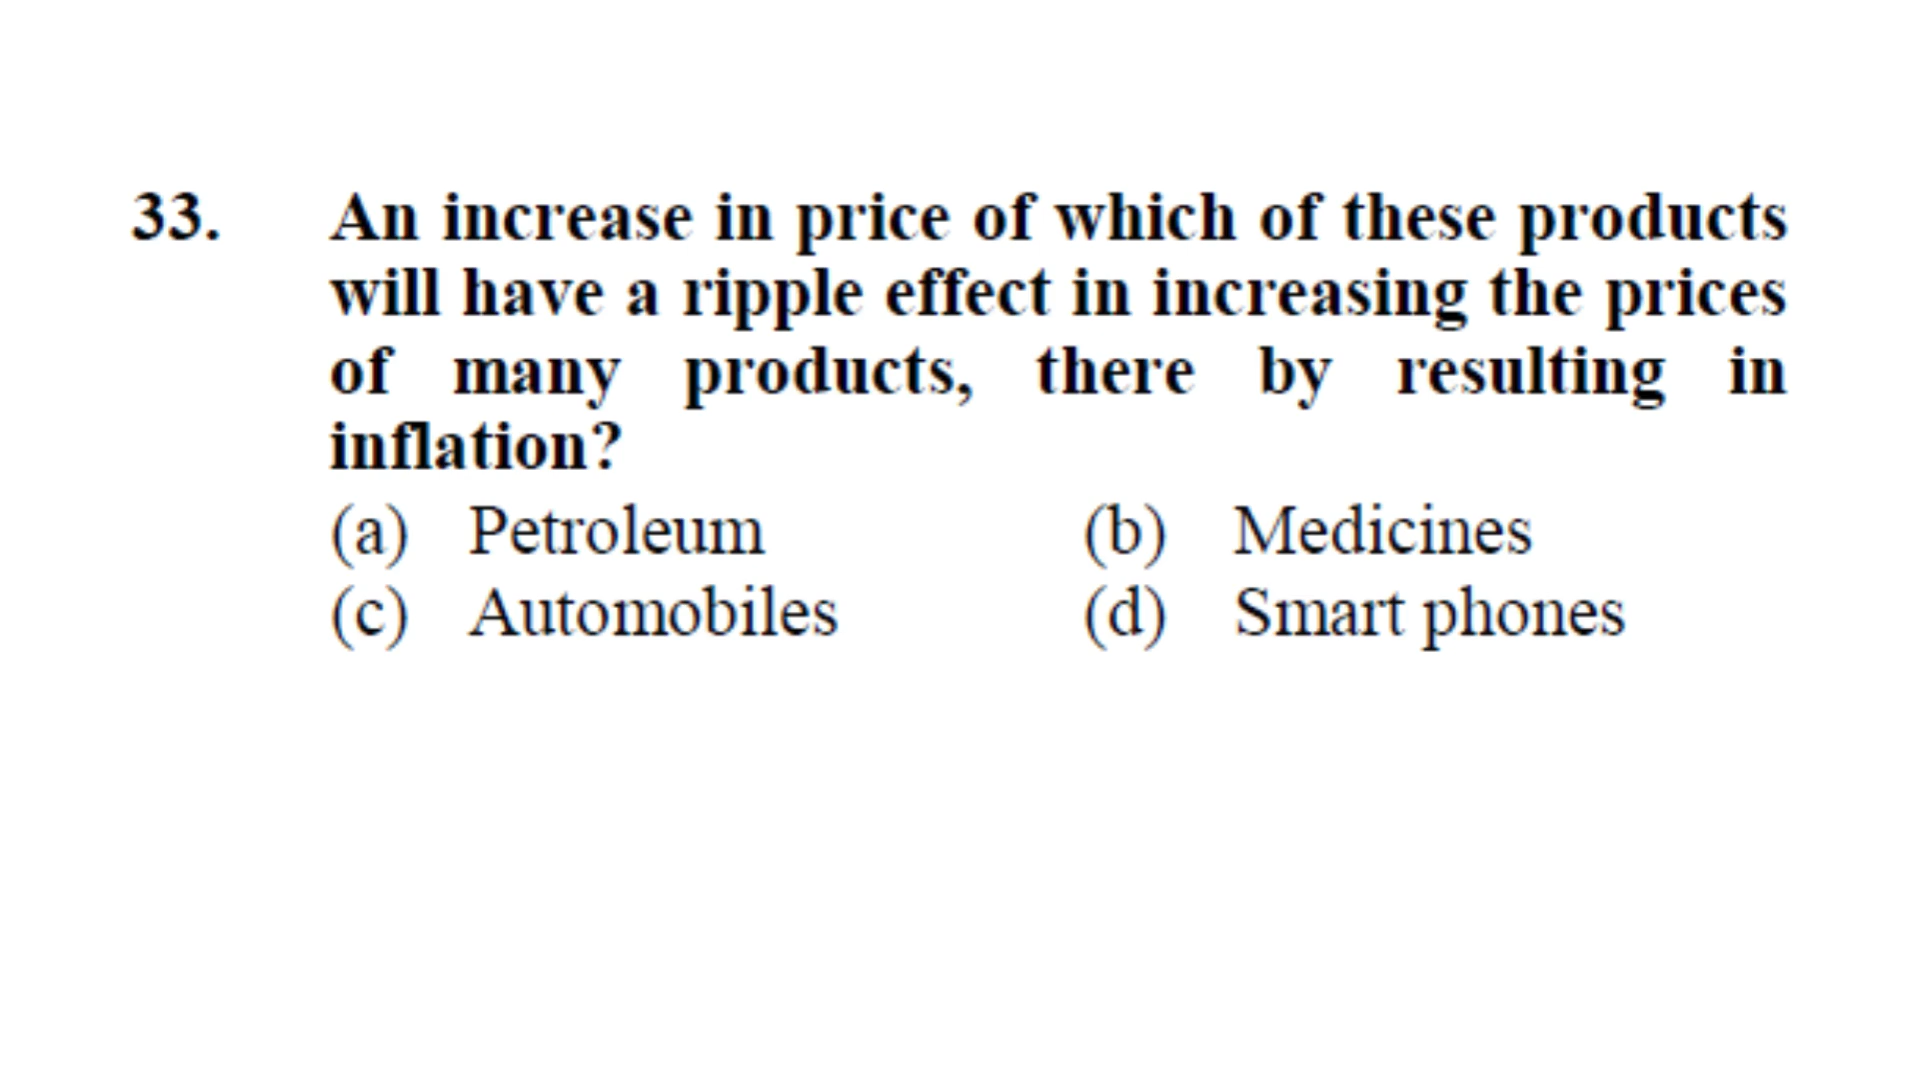 33. An increase in price of which of these products
will have a ripple effect in increasing the prices
of many products, there by resulting in
inflation?
(a) Petroleum (b) Medicines
(c) Automobiles (d) Smart phones